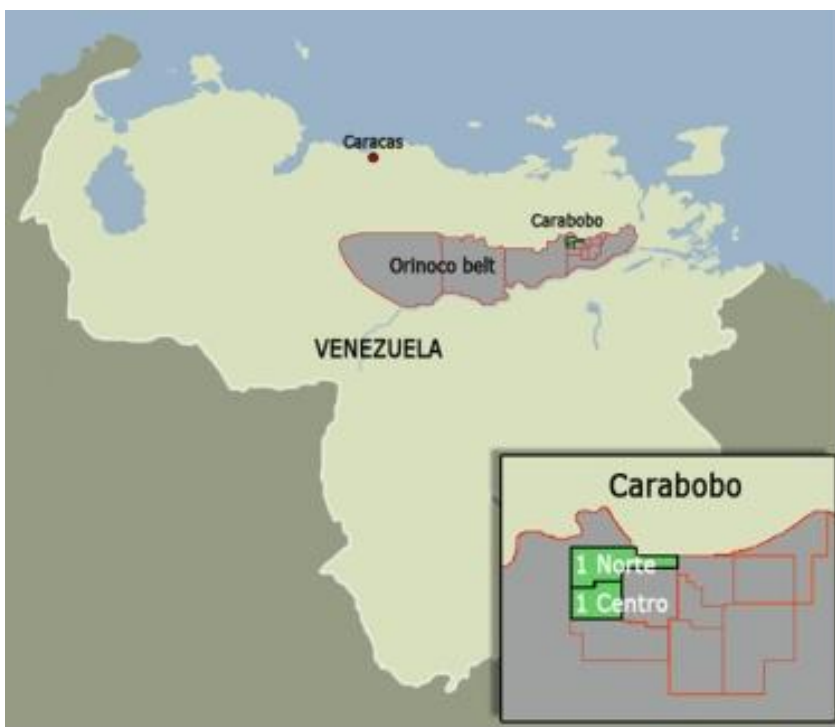 Caracas
Carabobo
Orinoco belt
VENEZUELA
Carabobo
1 Norte
1 Centro